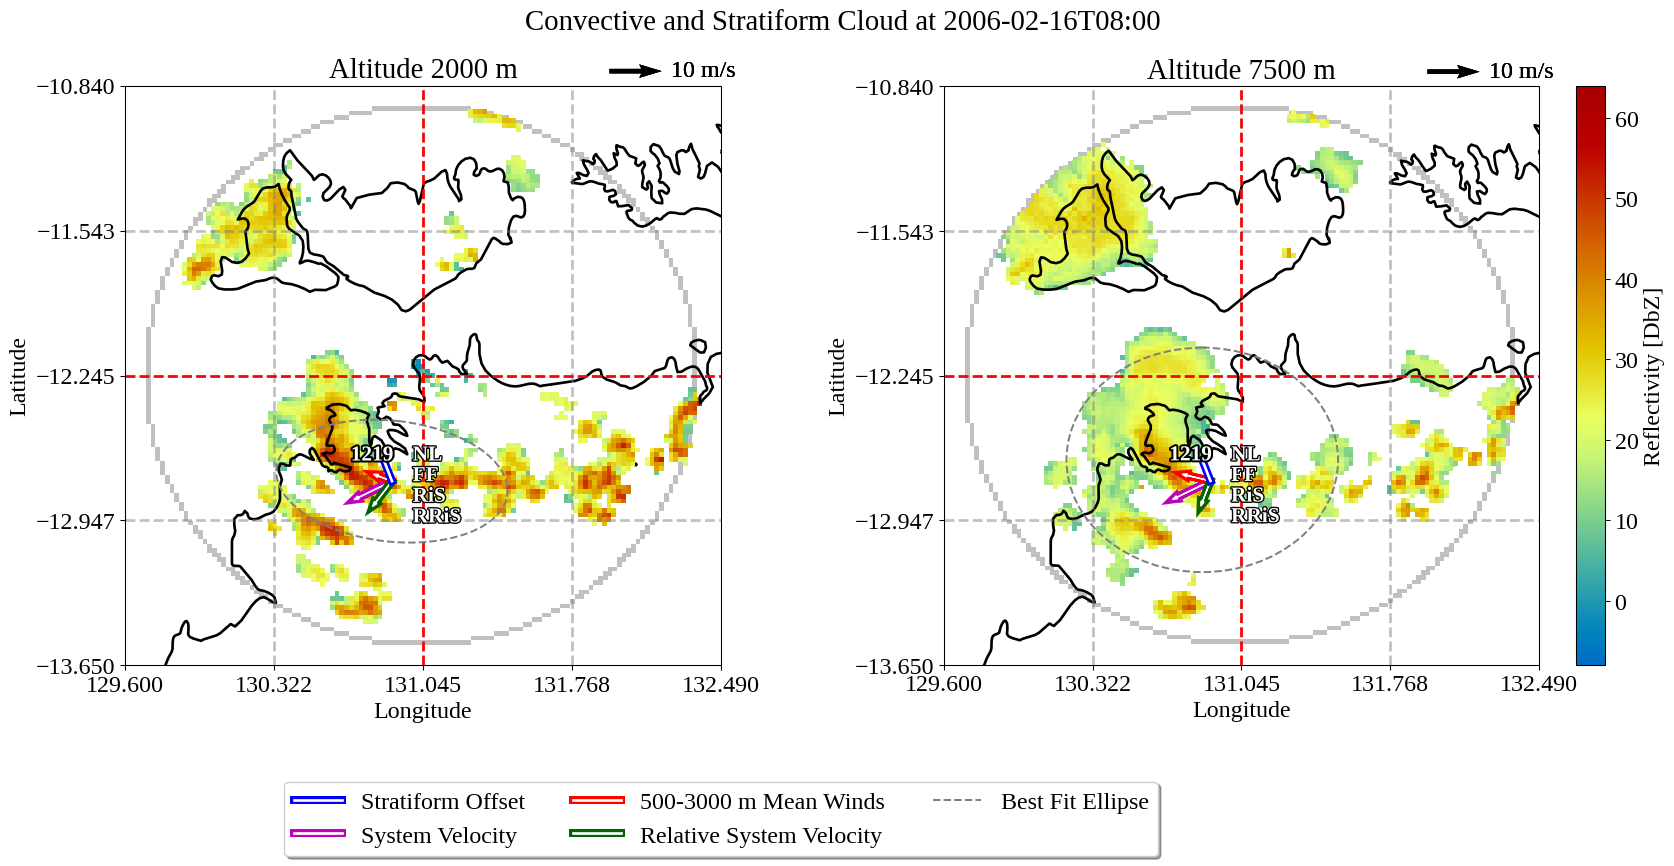 Convective and Stratiform Cloud at 2006-02-16T08:00
Altitude 2000 m
10 m/s
−10.840
−11.543
−12.245
−12.947
−13.650
Latitude
1219
NL
FF
RiS
RRiS
129.600
130.322
131.045
131.768
132.490
Longitude
Altitude 7500 m
10 m/s
−10.840
−11.543
−12.245
−12.947
−13.650
Latitude
1219
NL
FF
RiS
RRiS
129.600
130.322
131.045
131.768
132.490
Longitude
60
50
40
30
20
10
0
Reflectivity [DbZ]
Stratiform Offset
System Velocity
500-3000 m Mean Winds
Relative System Velocity
Best Fit Ellipse